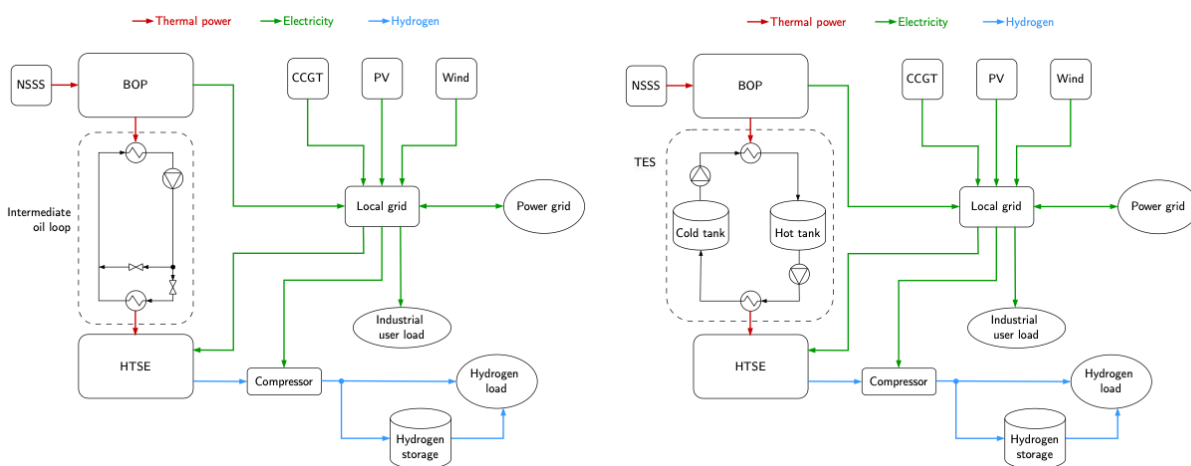 Thermal power
Electricity
Hydrogen
NSSS
BOP
CCGT
PV
Wind
Intermediate
oil loop
Local grid
Power grid
Industrial
user load
HTSE
Compressor
Hydrogen
load
Hydrogen
storage
Thermal power
Electricity
Hydrogen
NSSS
BOP
CCGT
PV
Wind
TES
Cold tank
Hot tank
Local grid
Power grid
Industrial
user load
HTSE
Compressor
Hydrogen
load
Hydrogen
storage